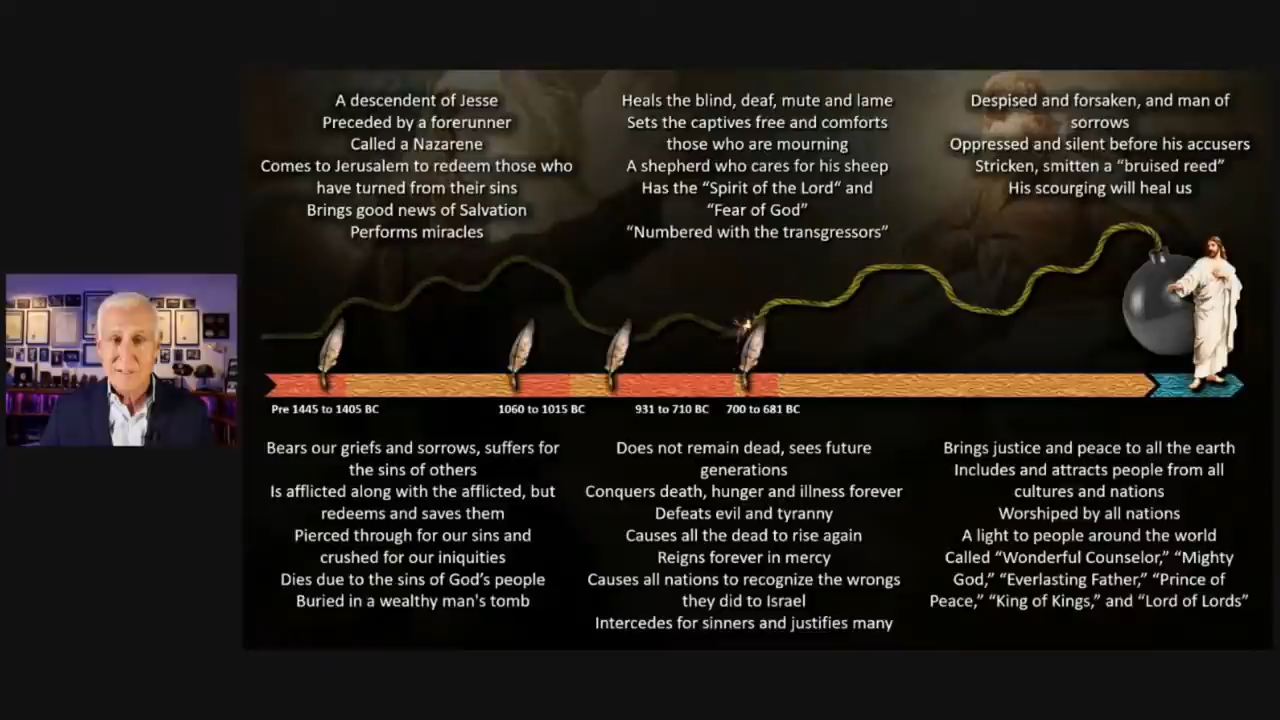 A descendent of Jesse
Preceded by a forerunner
Called a Nazarene
Comes to Jerusalem to redeem those who
have turned from their sins
Brings good news of Salvation
Performs miracles
Heals the blind, deaf, mute and lame
Sets the captives free and comforts
those who are mourning
A shepherd who cares for his sheep
Has the “Spirit of the Lord“ and
“Fear of God”
“Numbered with the transgressors”
Despised and forsaken, and man of
sorrows
Oppressed and silent before his accusers
Stricken, smitten a “bruised reed”
His scourging will heal us
Pre 1445 to 1405 BC
1060 to 1015 BC
931 to 710 BC
700 to 681 BC
Bears our griefs and sorrows, suffers for
the sins of others
Is afflicted along with the afflicted, but
redeems and saves them
Pierced through for our sins and
crushed for our iniquities
Dies due to the sins of God’s people
Buried in a wealthy man's tomb
Does not remain dead, sees future
generations
Conquers death, hunger and illness forever
Defeats evil and tyranny
Causes all the dead to rise again
Reigns forever in mercy
Causes all nations to recognize the wrongs
they did to Israel
Intercedes for sinners and justifies many
Brings justice and peace to all the earth
Includes and attracts people from all
cultures and nations
Worshiped by all nations
A light to people around the world
Called “Wonderful Counselor,” “Mighty
God,” “Everlasting Father,” “Prince of
Peace,” “King of Kings,” and “Lord of Lords”